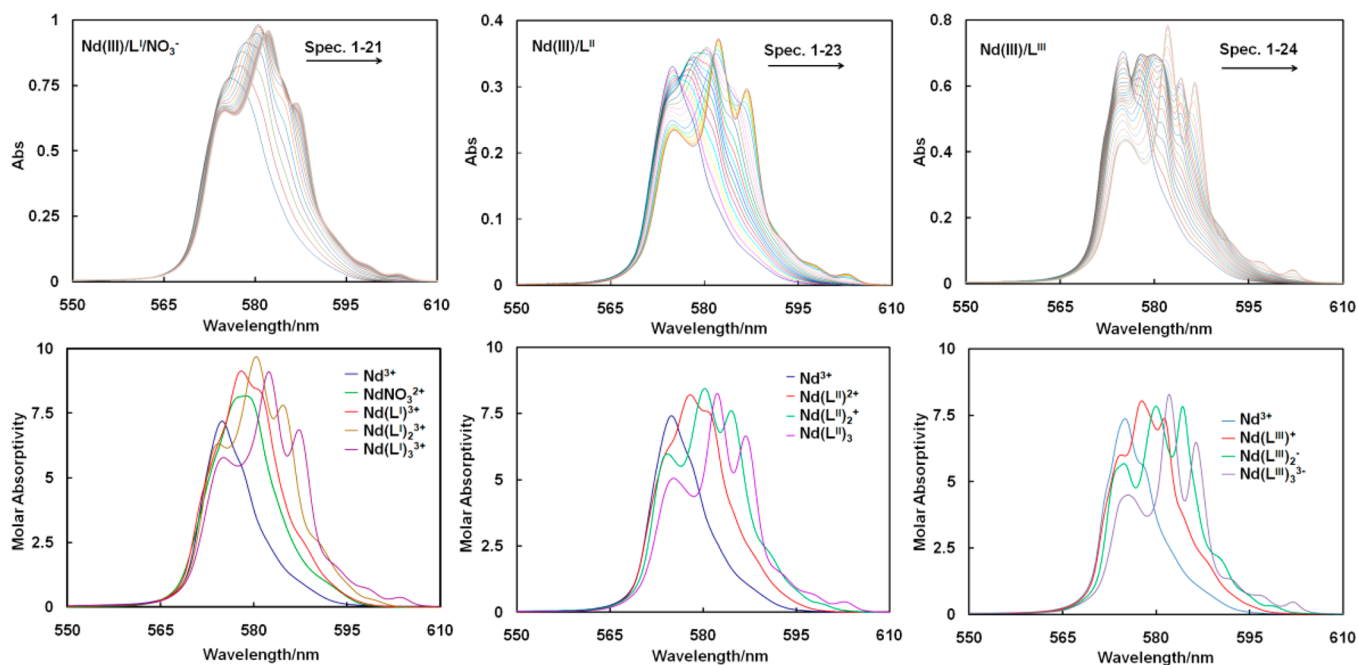 Nd(III)/Lᴵ/NO₃⁻
Spec. 1-21
Abs
1
0.75
0.5
0.25
0
550 565 580 595 610
Wavelength/nm
Nd(III)/Lᴵᴵ
Spec. 1-23
Abs
0.4
0.3
0.2
0.1
0
550 565 580 595 610
Wavelength/nm
Nd(III)/Lᴵᴵᴵ
Spec. 1-24
Abs
0.8
0.6
0.4
0.2
0
550 565 580 595 610
Wavelength/nm
Molar Absorptivity
10
7.5
5
2.5
0
Nd³⁺
NdNO₃²⁺
Nd(Lᴵ)³⁺
Nd(Lᴵ)₂³⁺
Nd(Lᴵ)₃³⁺
550 565 580 595 610
Wavelength/nm
Molar Absorptivity
10
7.5
5
2.5
0
Nd³⁺
Nd(Lᴵᴵ)²⁺
Nd(Lᴵᴵ)₂⁺
Nd(Lᴵᴵ)₃
550 565 580 595 610
Wavelength/nm
Molar Absorptivity
10
7.5
5
2.5
0
Nd³⁺
Nd(Lᴵᴵᴵ)⁺
Nd(Lᴵᴵᴵ)₂⁻
Nd(Lᴵᴵᴵ)₃³⁻
550 565 580 595 610
Wavelength/nm